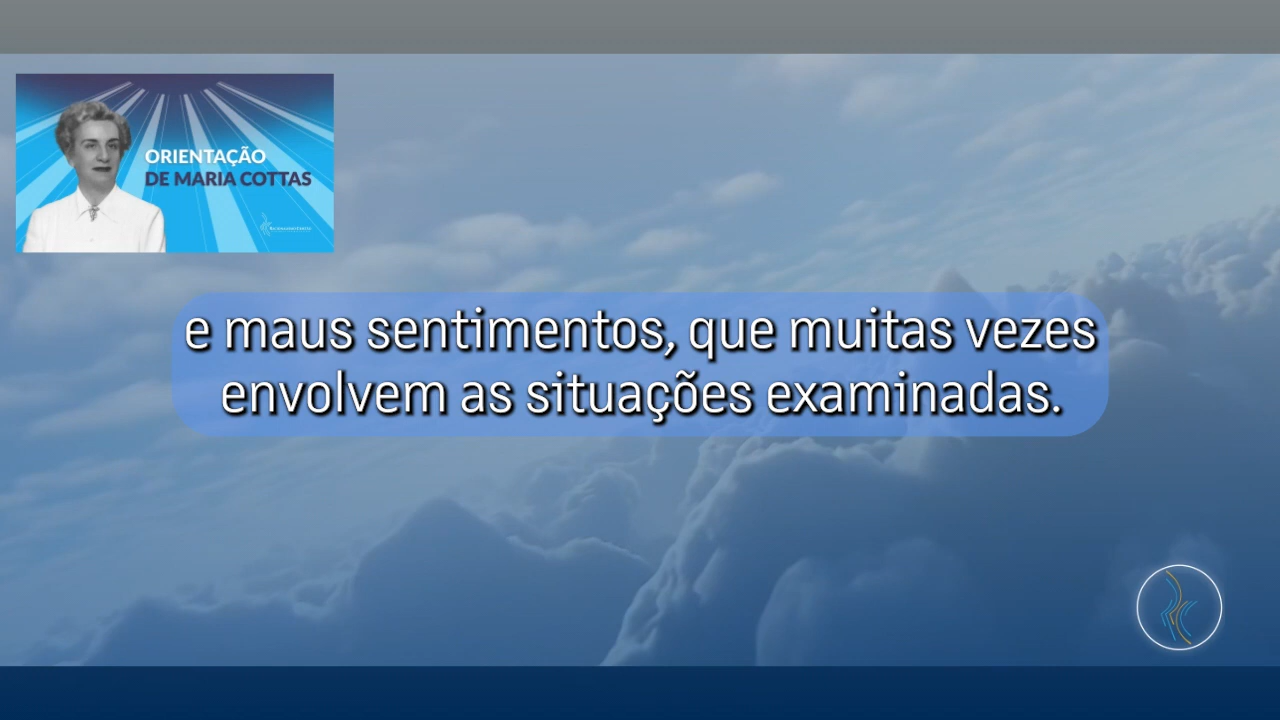 ORIENTAÇÃO
DE MARIA COTTAS
e maus sentimentos, que muitas vezes
envolvem as situações examinadas.